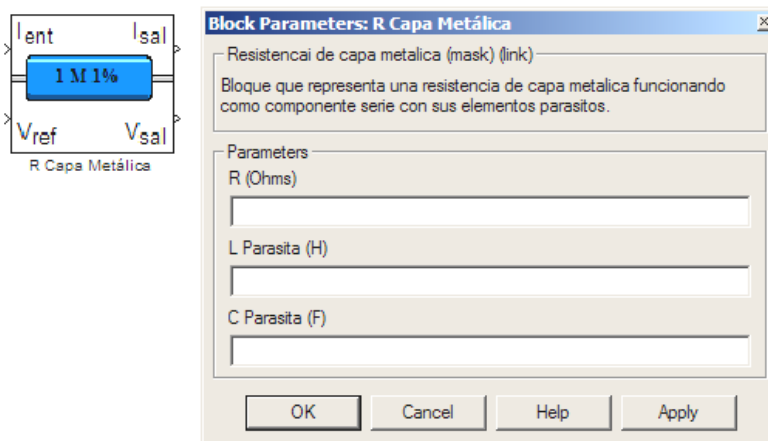 Ient Isal
1 M 1%
Vref Vsal
R Capa Metálica
Block Parameters: R Capa Metálica
Resistencai de capa metalica (mask) (link)
Bloque que representa una resistencia de capa metalica funcionando
como componente serie con sus elementos parasitos.
Parameters
R (Ohms)
L Parasita (H)
C Parasita (F)
OK Cancel Help Apply